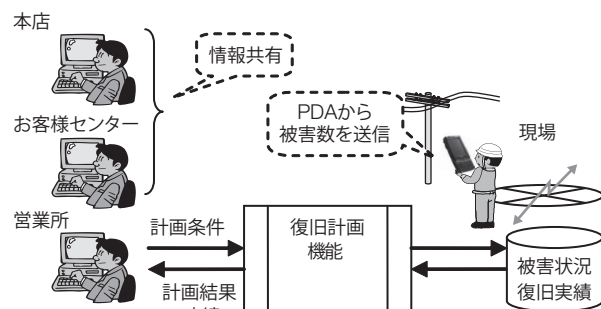 本店
情報共有
お客様センター
PDAから
被害数を送信
現場
営業所
計画条件
復旧計画
機能
計画結果
被害状況
復旧実績